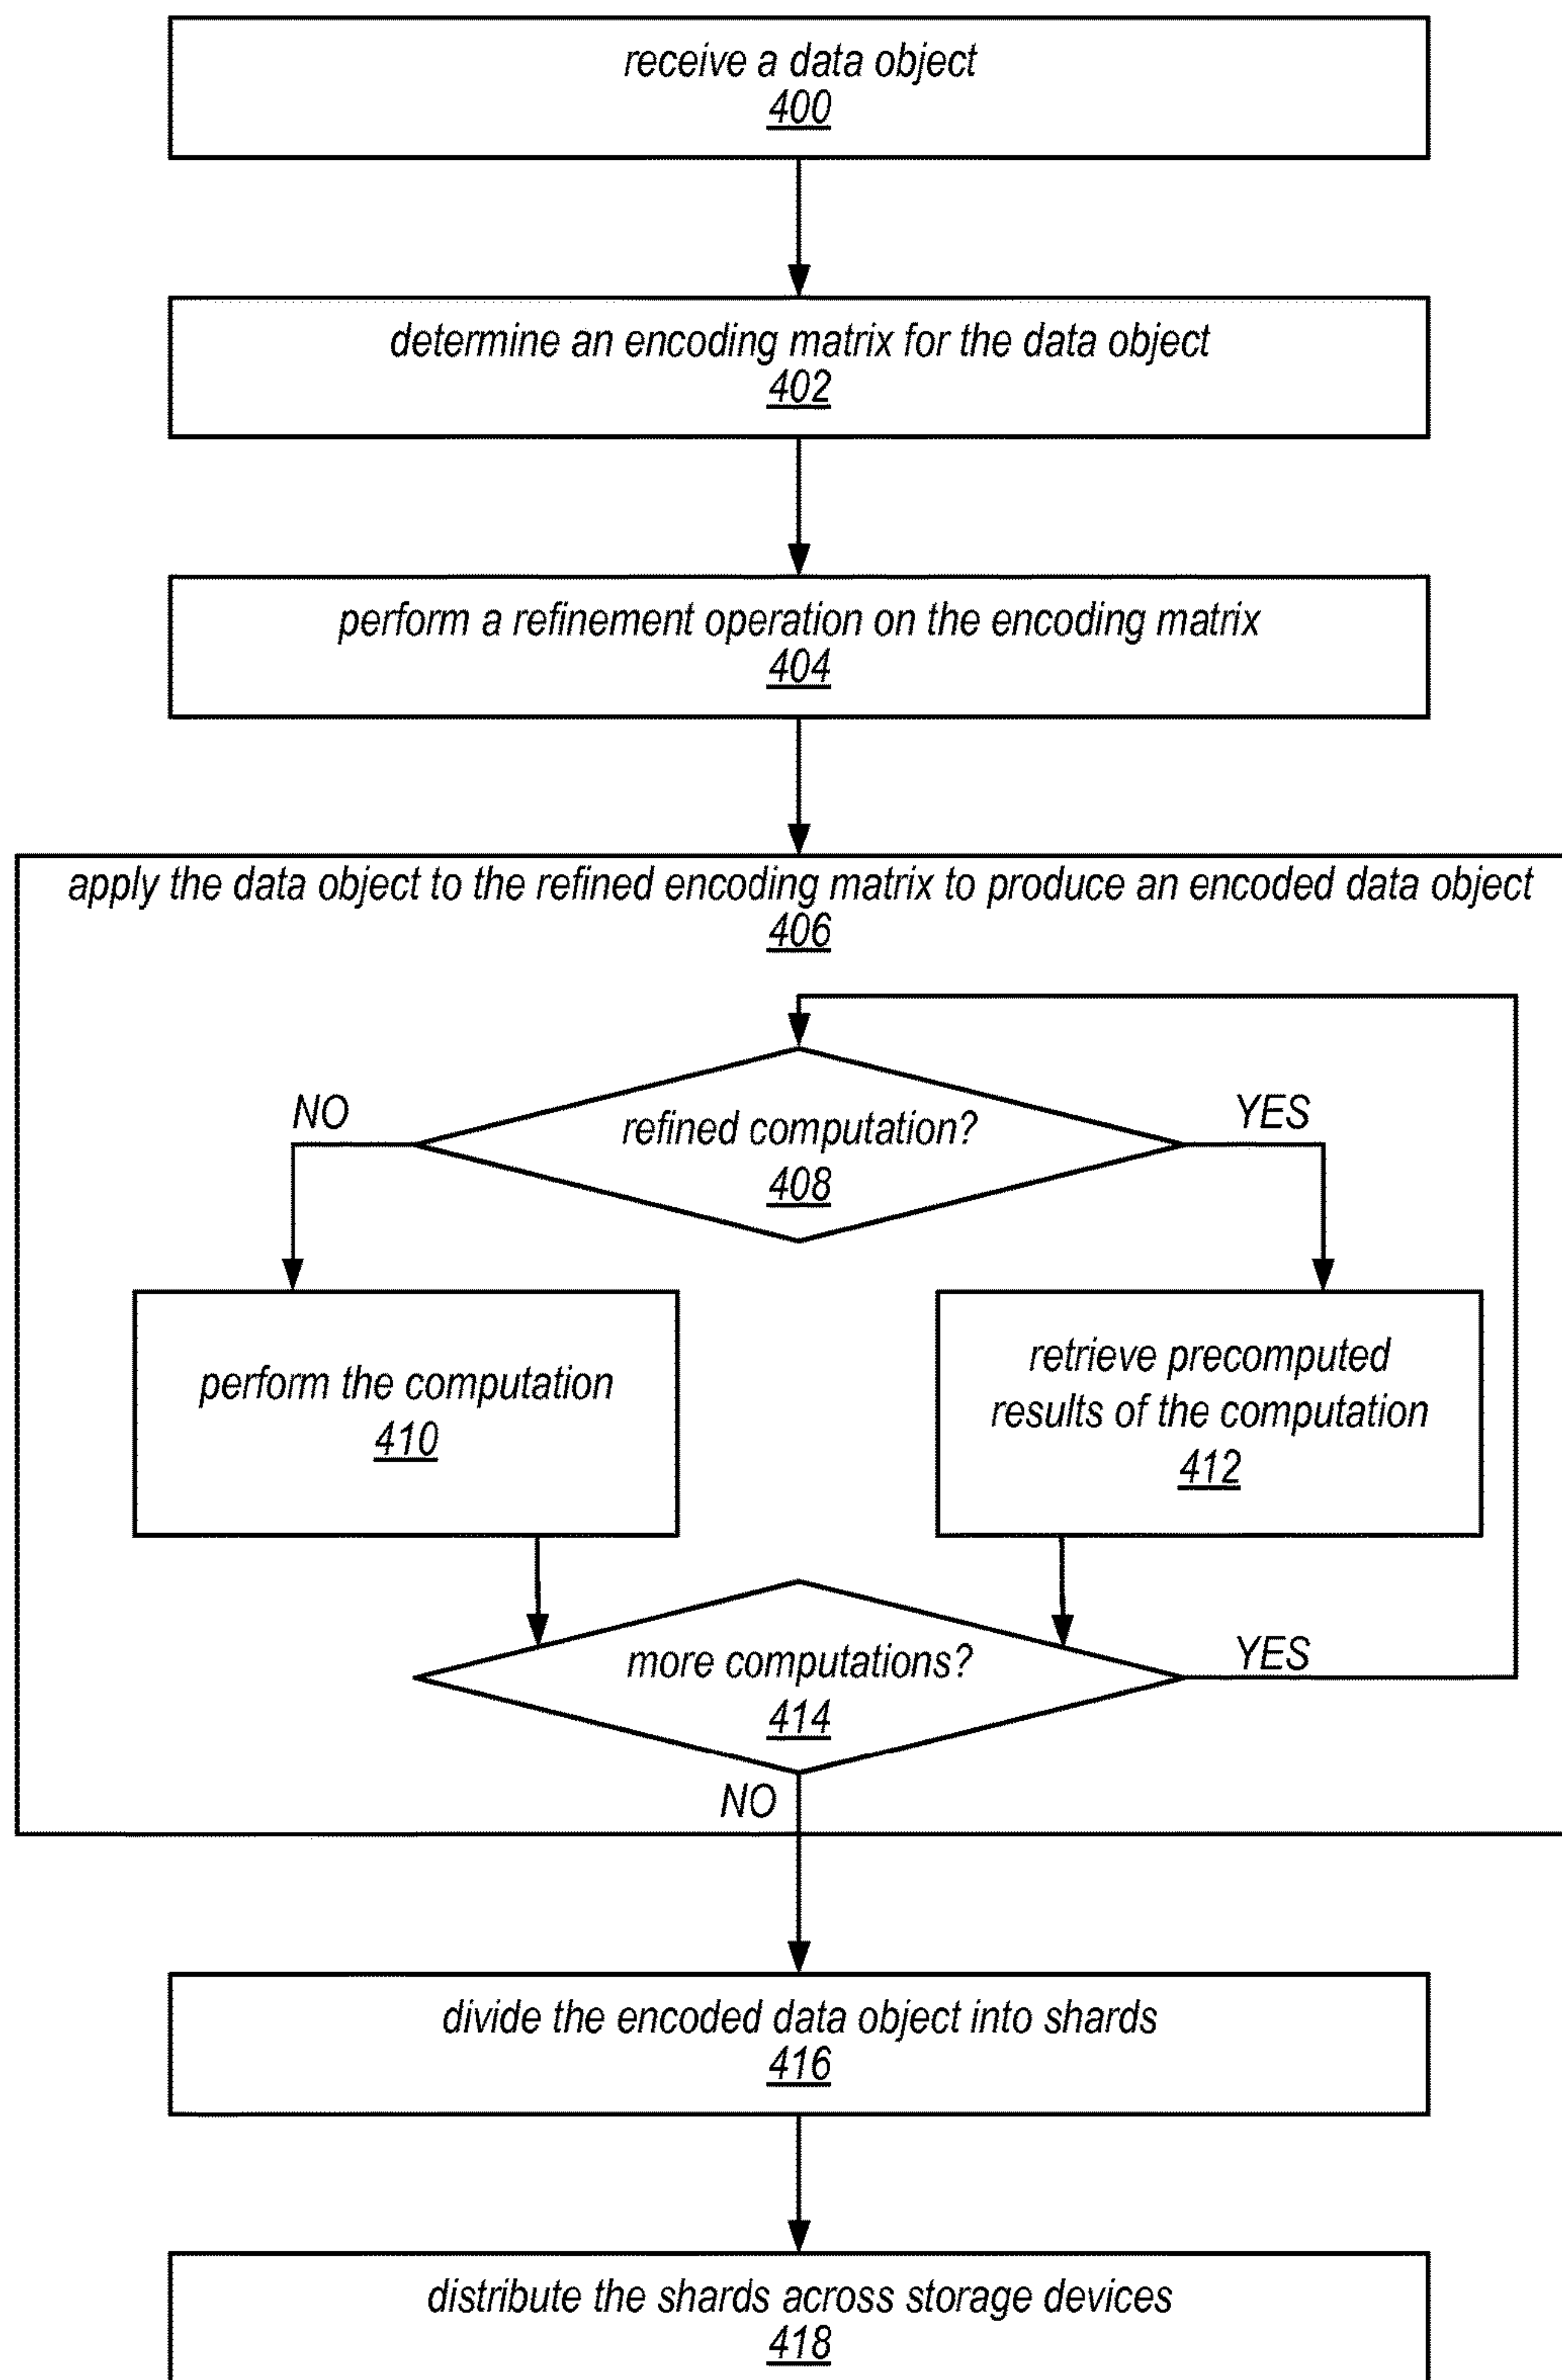 receive a data object
400
determine an encoding matrix for the data object
402
perform a refinement operation on the encoding matrix
404
apply the data object to the refined encoding matrix to produce an encoded data object
406
NO
refined computation?
YES
408
perform the computation
410
retrieve precomputed
results of the computation
412
more computations?
YES
414
NO
divide the encoded data object into shards
416
distribute the shards across storage devices
418